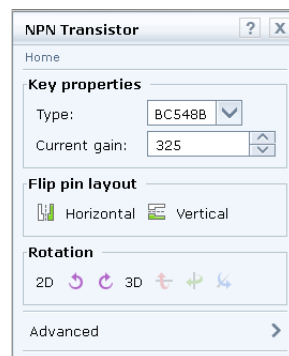 NPN Transistor ? X
Home
Key properties
Type: BC548B
Current gain: 325
Flip pin layout
Horizontal Vertical
Rotation
2D 3D
Advanced